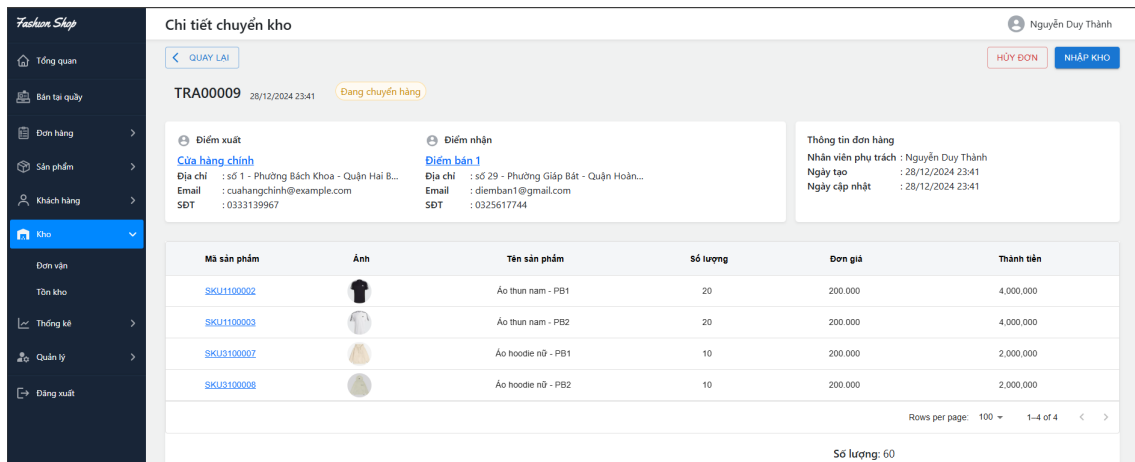 Fashion Shop
Chi tiết chuyển kho
Nguyễn Duy Thành
Tổng quan
Bán tại quầy
Đơn hàng
Sản phẩm
Khách hàng
Kho
Đơn vận
Tồn kho
Thống kê
Quản lý
Đăng xuất
QUAY LẠI
HỦY ĐƠN
NHẬP KHO
TRA00009 28/12/2024 23:41 Đang chuyển hàng
Điểm xuất
Cửa hàng chính
Địa chỉ : số 1 - Phường Bách Khoa - Quận Hai B...
Email : cuahangchinh@example.com
SĐT : 0333139967
Điểm nhận
Điểm bán 1
Địa chỉ : số 29 - Phường Giáp Bát - Quận Hoàn...
Email : diemban1@gmail.com
SĐT : 0325617744
Thông tin đơn hàng
Nhân viên phụ trách : Nguyễn Duy Thành
Ngày tạo : 28/12/2024 23:41
Ngày cập nhật : 28/12/2024 23:41
Mã sản phẩm Ảnh Tên sản phẩm Số lượng Đơn giá Thành tiền
SKU1100002 Áo thun nam - PB1 20 200.000 4,000,000
SKU1100003 Áo thun nam - PB2 20 200.000 4,000,000
SKU3100007 Áo hoodie nữ - PB1 10 200.000 2,000,000
SKU3100008 Áo hoodie nữ - PB2 10 200.000 2,000,000
Rows per page: 100 1–4 of 4
Số lượng: 60